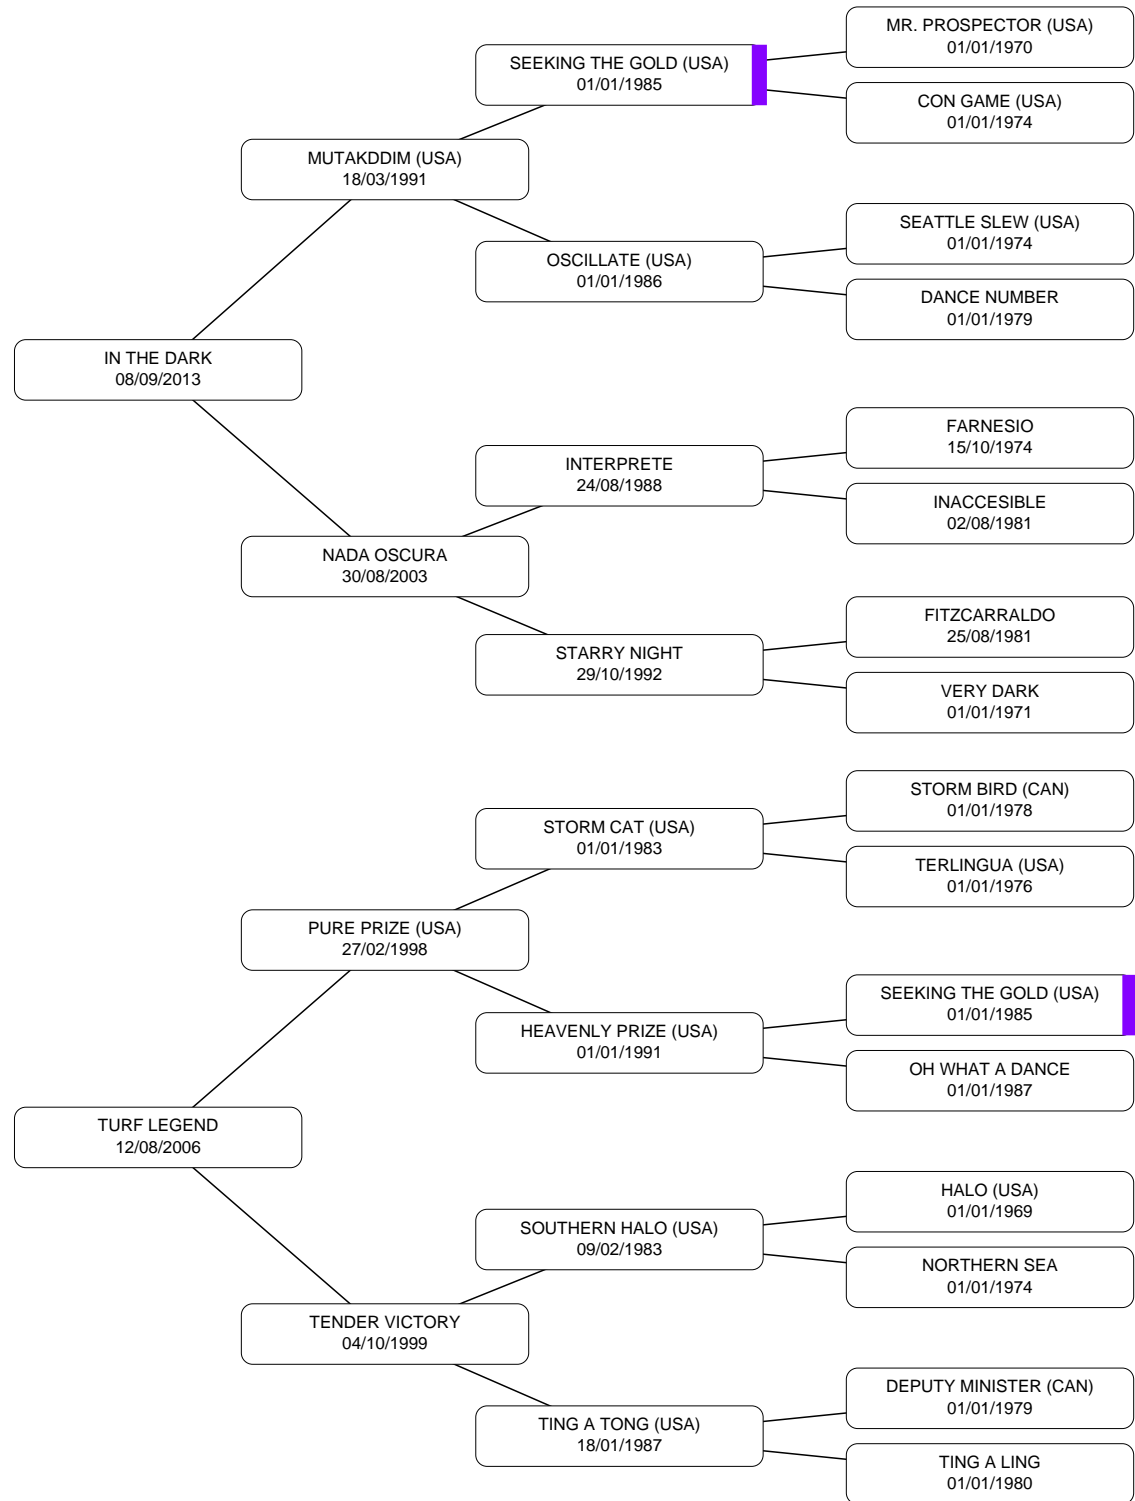 MR. PROSPECTOR (USA)
01/01/1970
SEEKING THE GOLD (USA)
01/01/1985
CON GAME (USA)
01/01/1974
MUTAKDDIM (USA)
18/03/1991
SEATTLE SLEW (USA)
01/01/1974
OSCILLATE (USA)
01/01/1986
DANCE NUMBER
01/01/1979
IN THE DARK
08/09/2013
FARNESIO
15/10/1974
INTERPRETE
24/08/1988
INACCESIBLE
02/08/1981
NADA OSCURA
30/08/2003
FITZCARRALDO
25/08/1981
STARRY NIGHT
29/10/1992
VERY DARK
01/01/1971
STORM BIRD (CAN)
01/01/1978
STORM CAT (USA)
01/01/1983
TERLINGUA (USA)
01/01/1976
PURE PRIZE (USA)
27/02/1998
SEEKING THE GOLD (USA)
01/01/1985
HEAVENLY PRIZE (USA)
01/01/1991
OH WHAT A DANCE
01/01/1987
TURF LEGEND
12/08/2006
HALO (USA)
01/01/1969
SOUTHERN HALO (USA)
09/02/1983
NORTHERN SEA
01/01/1974
TENDER VICTORY
04/10/1999
DEPUTY MINISTER (CAN)
01/01/1979
TING A TONG (USA)
18/01/1987
TING A LING
01/01/1980